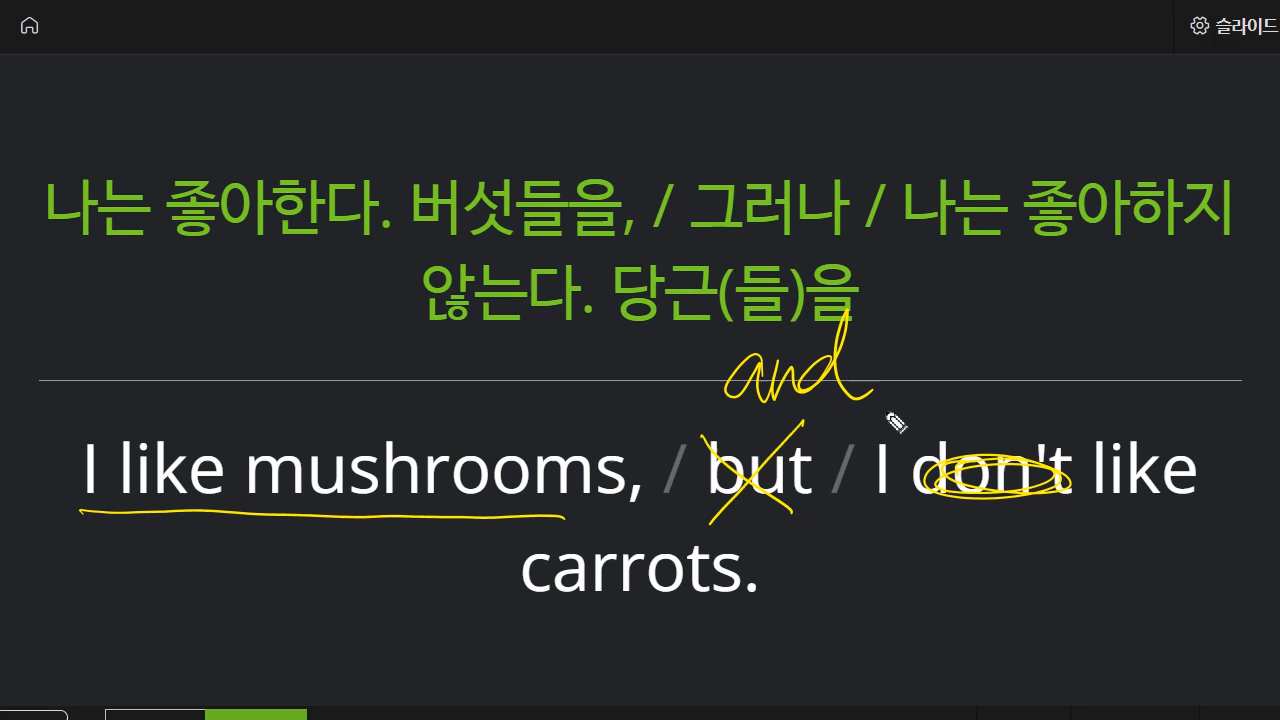 슬라이드
나는 좋아한다. 버섯들을, / 그러나 / 나는 좋아하지
않는다. 당근(들)을
and
I like mushrooms, / but / I don't like
carrots.